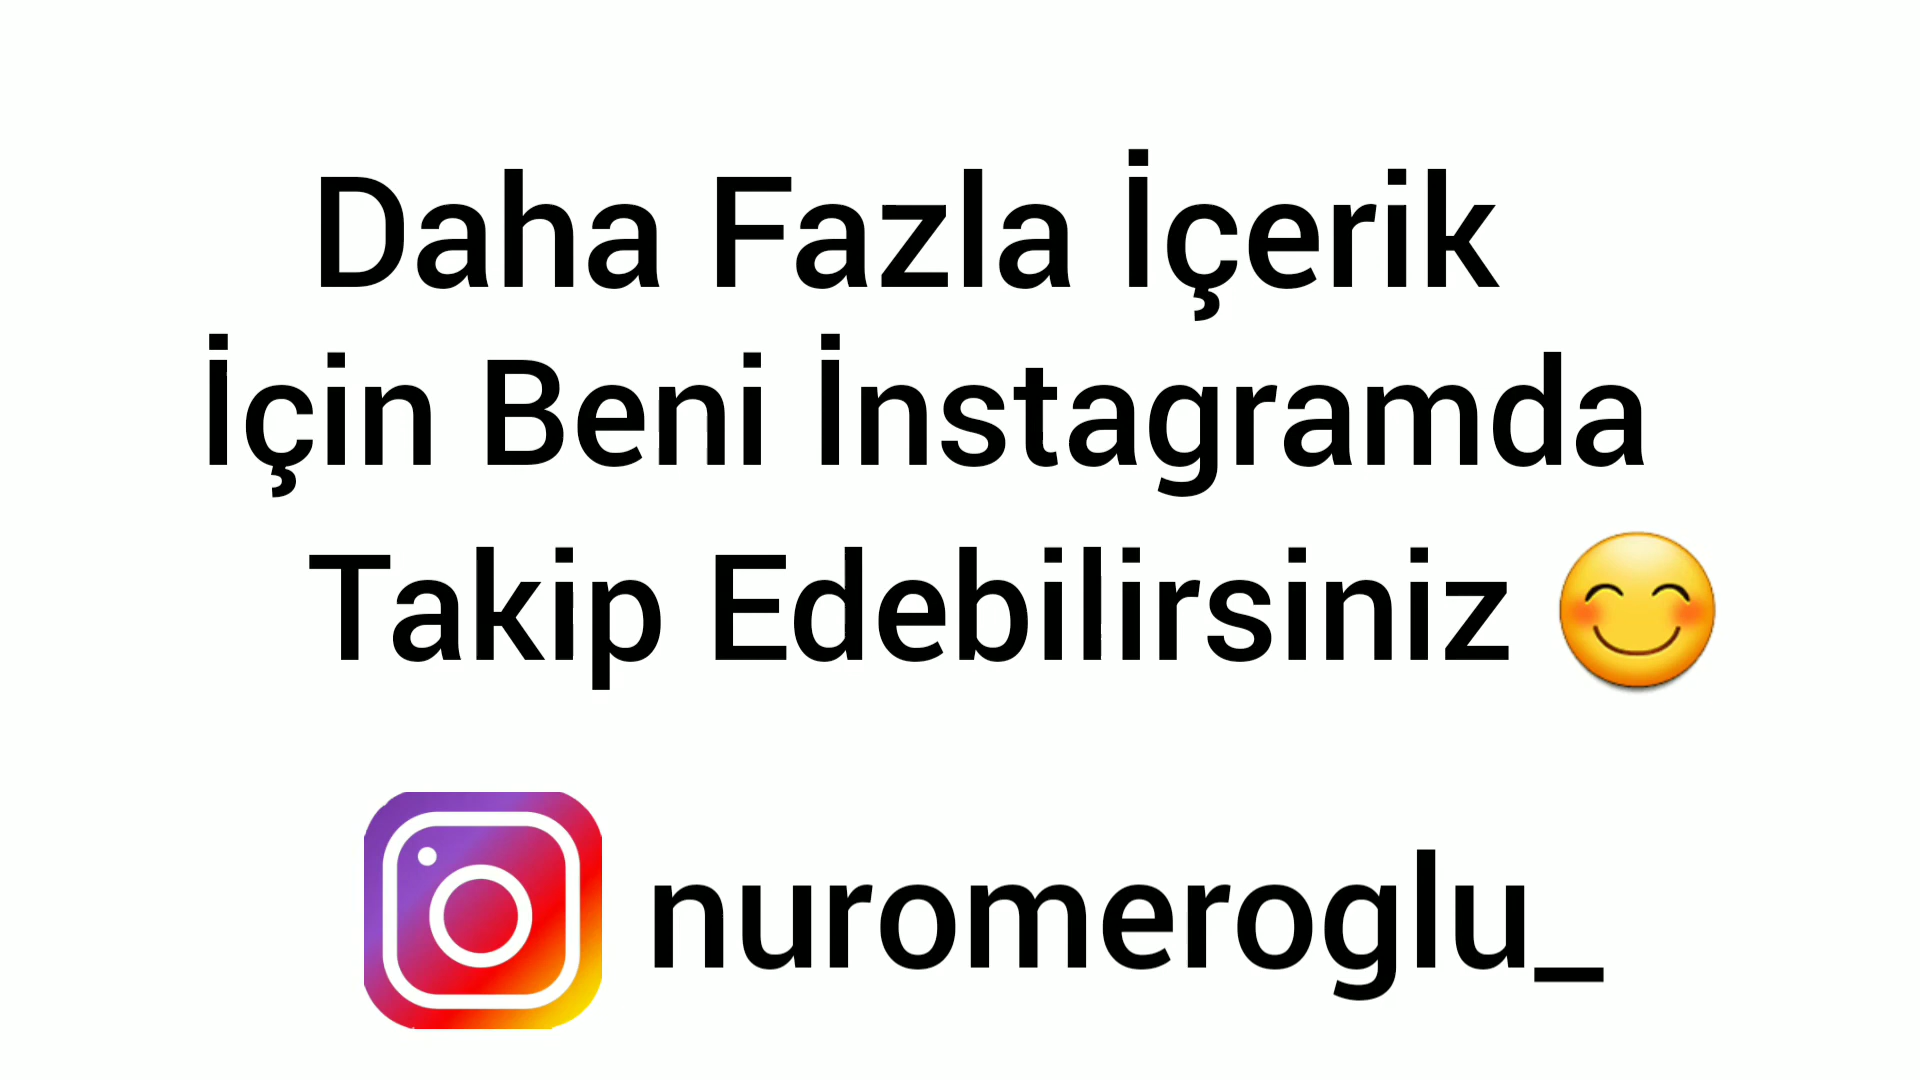 Daha Fazla İçerik
İçin Beni İnstagramda
Takip Edebilirsiniz 😊
nuromeroglu_